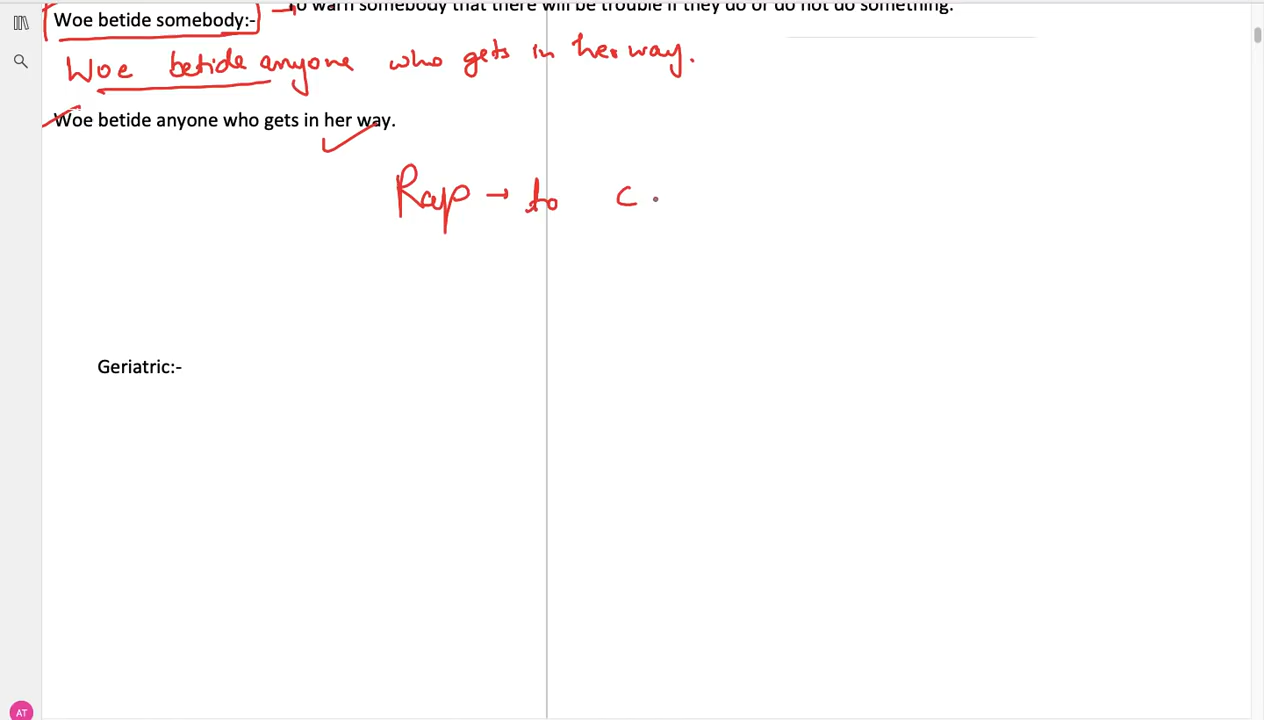 Woe betide somebody:- → To warn somebody that there will be trouble if they do or do not do something.
Woe betide anyone who gets in her way.
Woe betide anyone who gets in her way.
Rap → to c
Geriatric:-
AT